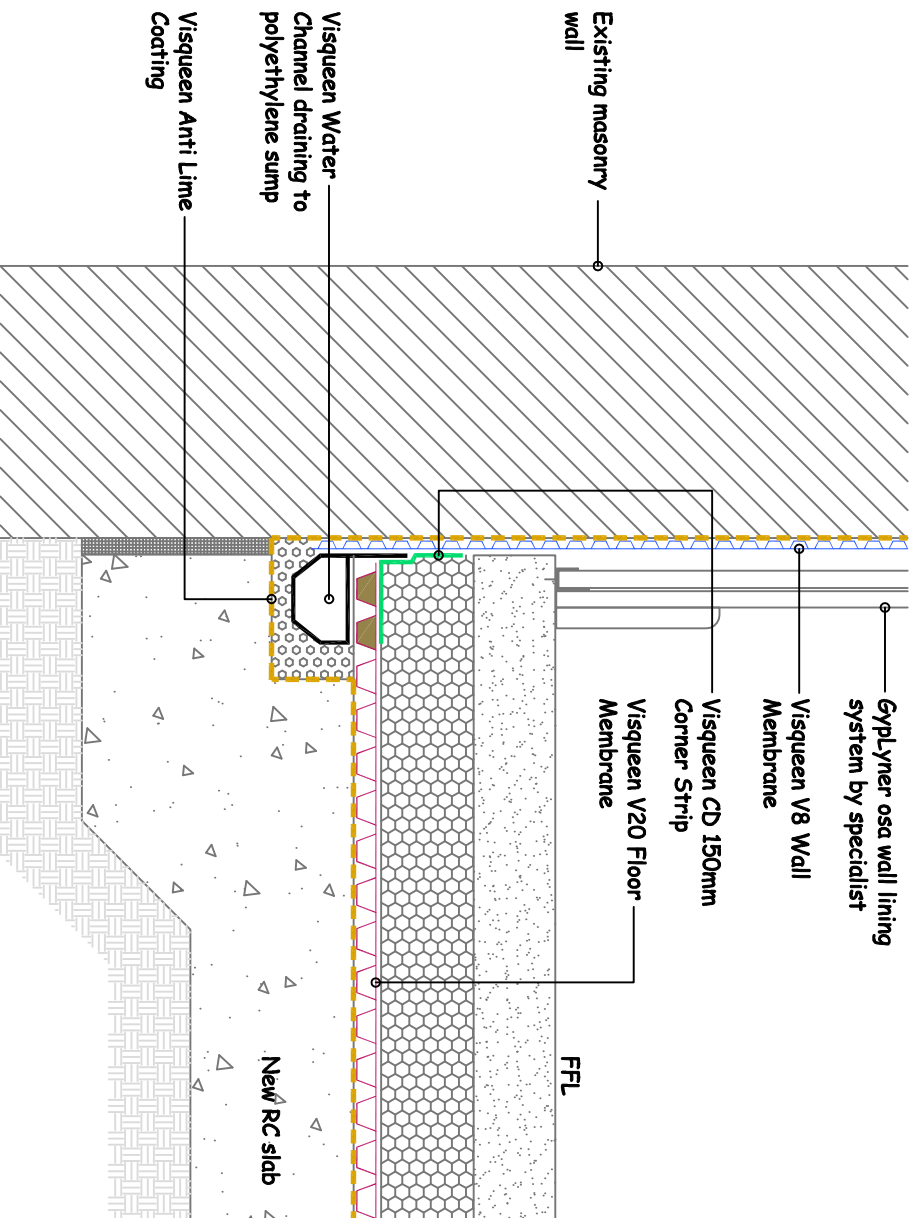 Existing masonry
wall
Visqueen Water
Channel draining to
polyethylene sump
Visqueen Anti Lime
Coating
GypLyner osa wall lining
system by specialist
Visqueen V8 Wall
Membrane
Visqueen CD 150mm
Corner Strip
Visqueen V20 Floor
Membrane
FFL
New RC slab